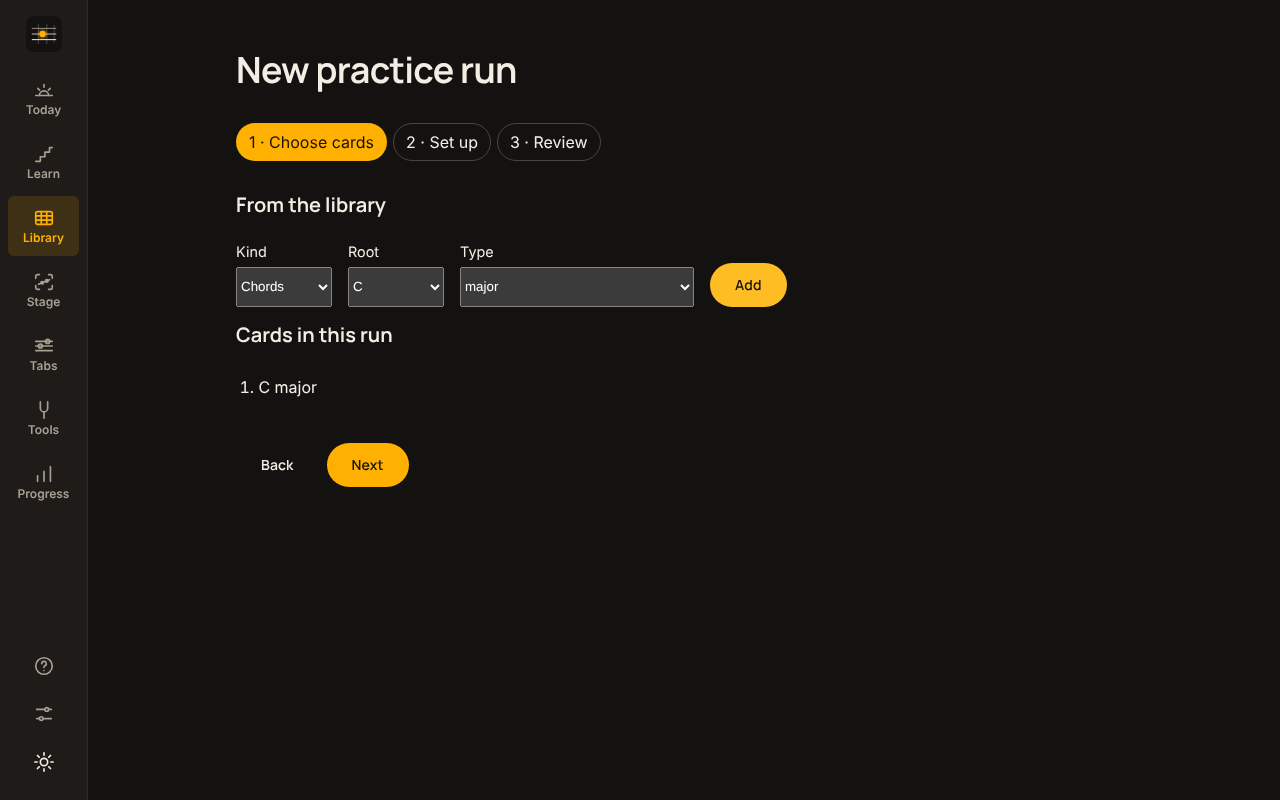 Today
Learn
Library
Stage
Tabs
Tools
Progress
New practice run
1 · Choose cards
2 · Set up
3 · Review
From the library
Kind
Root
Type
Chords
C
major
Add
Cards in this run
1. C major
Back
Next